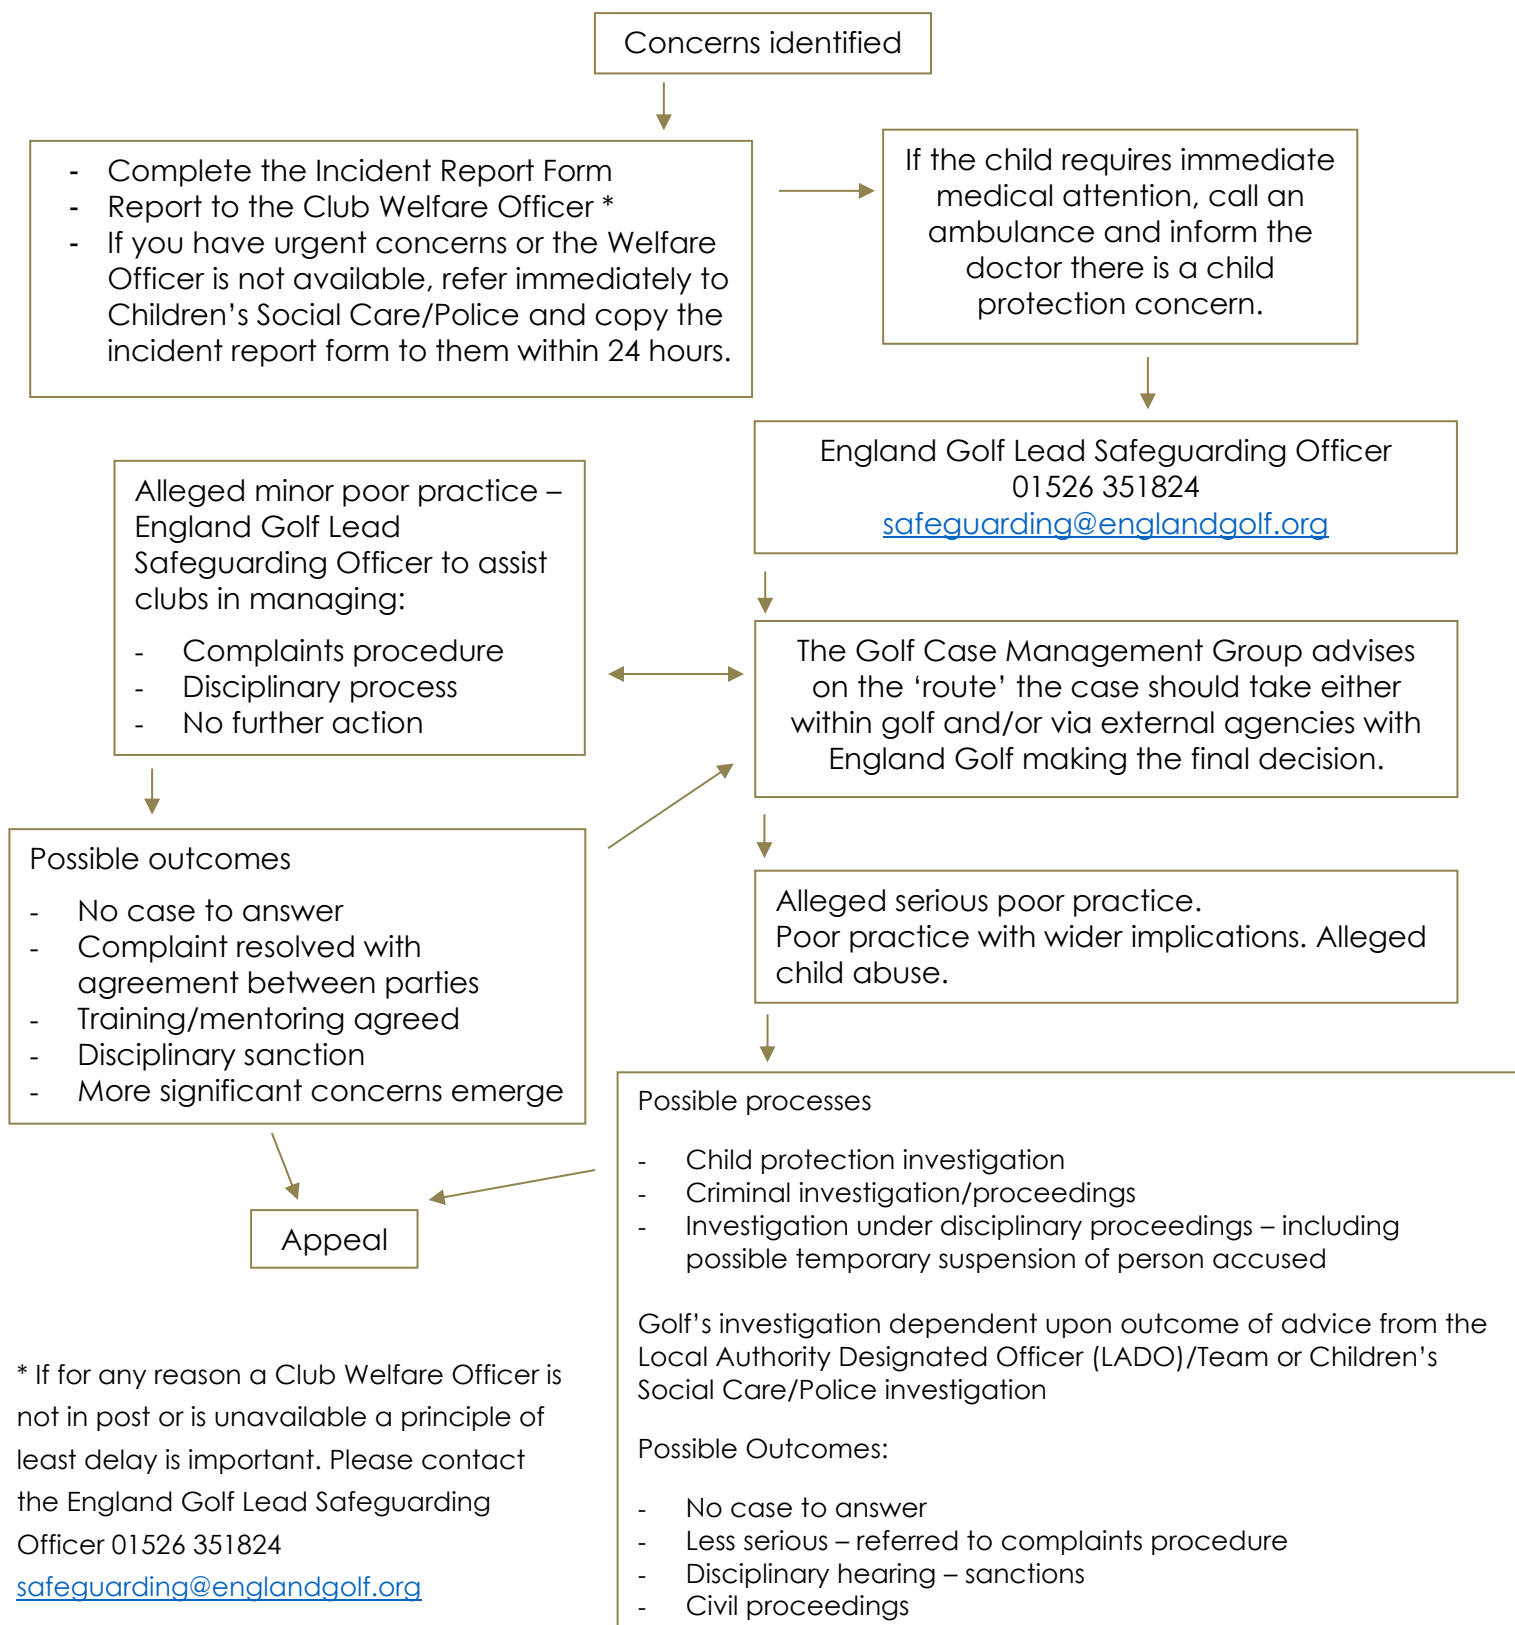 Concerns identified
- Complete the Incident Report Form
- Report to the Club Welfare Officer *
- If you have urgent concerns or the Welfare
Officer is not available, refer immediately to
Children’s Social Care/Police and copy the
incident report form to them within 24 hours.
If the child requires immediate
medical attention, call an
ambulance and inform the
doctor there is a child
protection concern.
England Golf Lead Safeguarding Officer
01526 351824
safeguarding@englandgolf.org
Alleged minor poor practice –
England Golf Lead
Safeguarding Officer to assist
clubs in managing:
- Complaints procedure
- Disciplinary process
- No further action
The Golf Case Management Group advises
on the ‘route’ the case should take either
within golf and/or via external agencies with
England Golf making the final decision.
Possible outcomes
- No case to answer
- Complaint resolved with
agreement between parties
- Training/mentoring agreed
- Disciplinary sanction
- More significant concerns emerge
Alleged serious poor practice.
Poor practice with wider implications. Alleged
child abuse.
Possible processes
- Child protection investigation
- Criminal investigation/proceedings
- Investigation under disciplinary proceedings – including
possible temporary suspension of person accused
Golf’s investigation dependent upon outcome of advice from the
Local Authority Designated Officer (LADO)/Team or Children’s
Social Care/Police investigation
Possible Outcomes:
- No case to answer
- Less serious – referred to complaints procedure
- Disciplinary hearing – sanctions
- Civil proceedings
Appeal
* If for any reason a Club Welfare Officer is
not in post or is unavailable a principle of
least delay is important. Please contact
the England Golf Lead Safeguarding
Officer 01526 351824
safeguarding@englandgolf.org